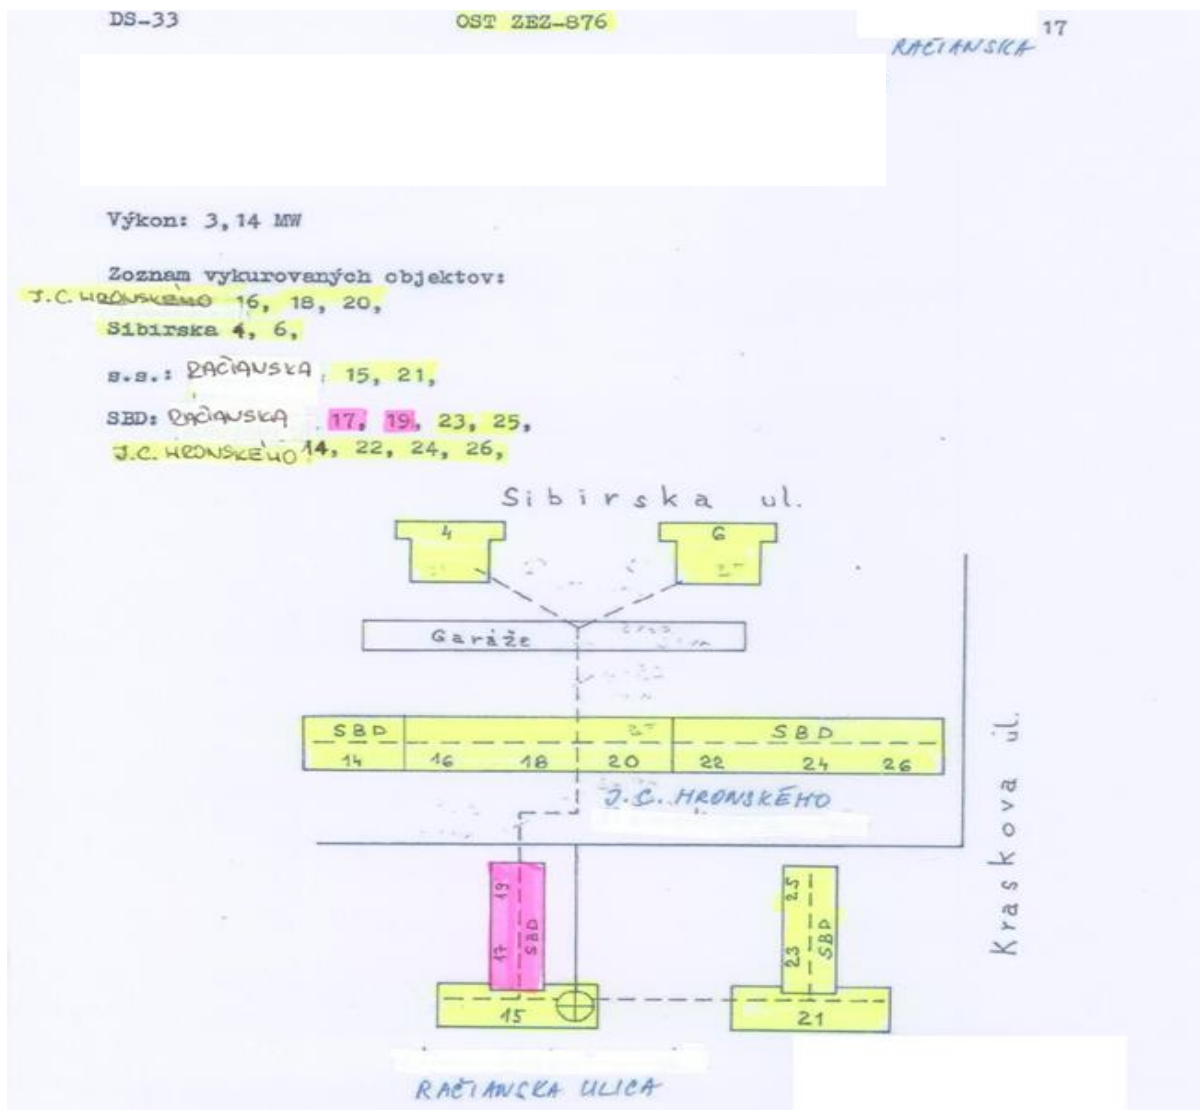 DS-33 OST ZEZ-876 17
RAČIANSKA
Výkon: 3,14 MW
Zoznam vykurovaných objektov:
J.C. HRONSKÉHO 16, 18, 20,
Sibírska 4, 6,
s.s.: RAČIANSKA 15, 21,
SBD: RAČIANSKA 17, 19, 23, 25,
J.C. HRONSKÉHO 14, 22, 24, 26,
Sibirska ul.
4 6
Garáže
SBD SBD
14 16 18 20 22 24 26
J.C. HRONSKÉHO
Kraskova ul.
17 19
SBD
23 25
SBD
15 21
RAČIANSKA ULICA